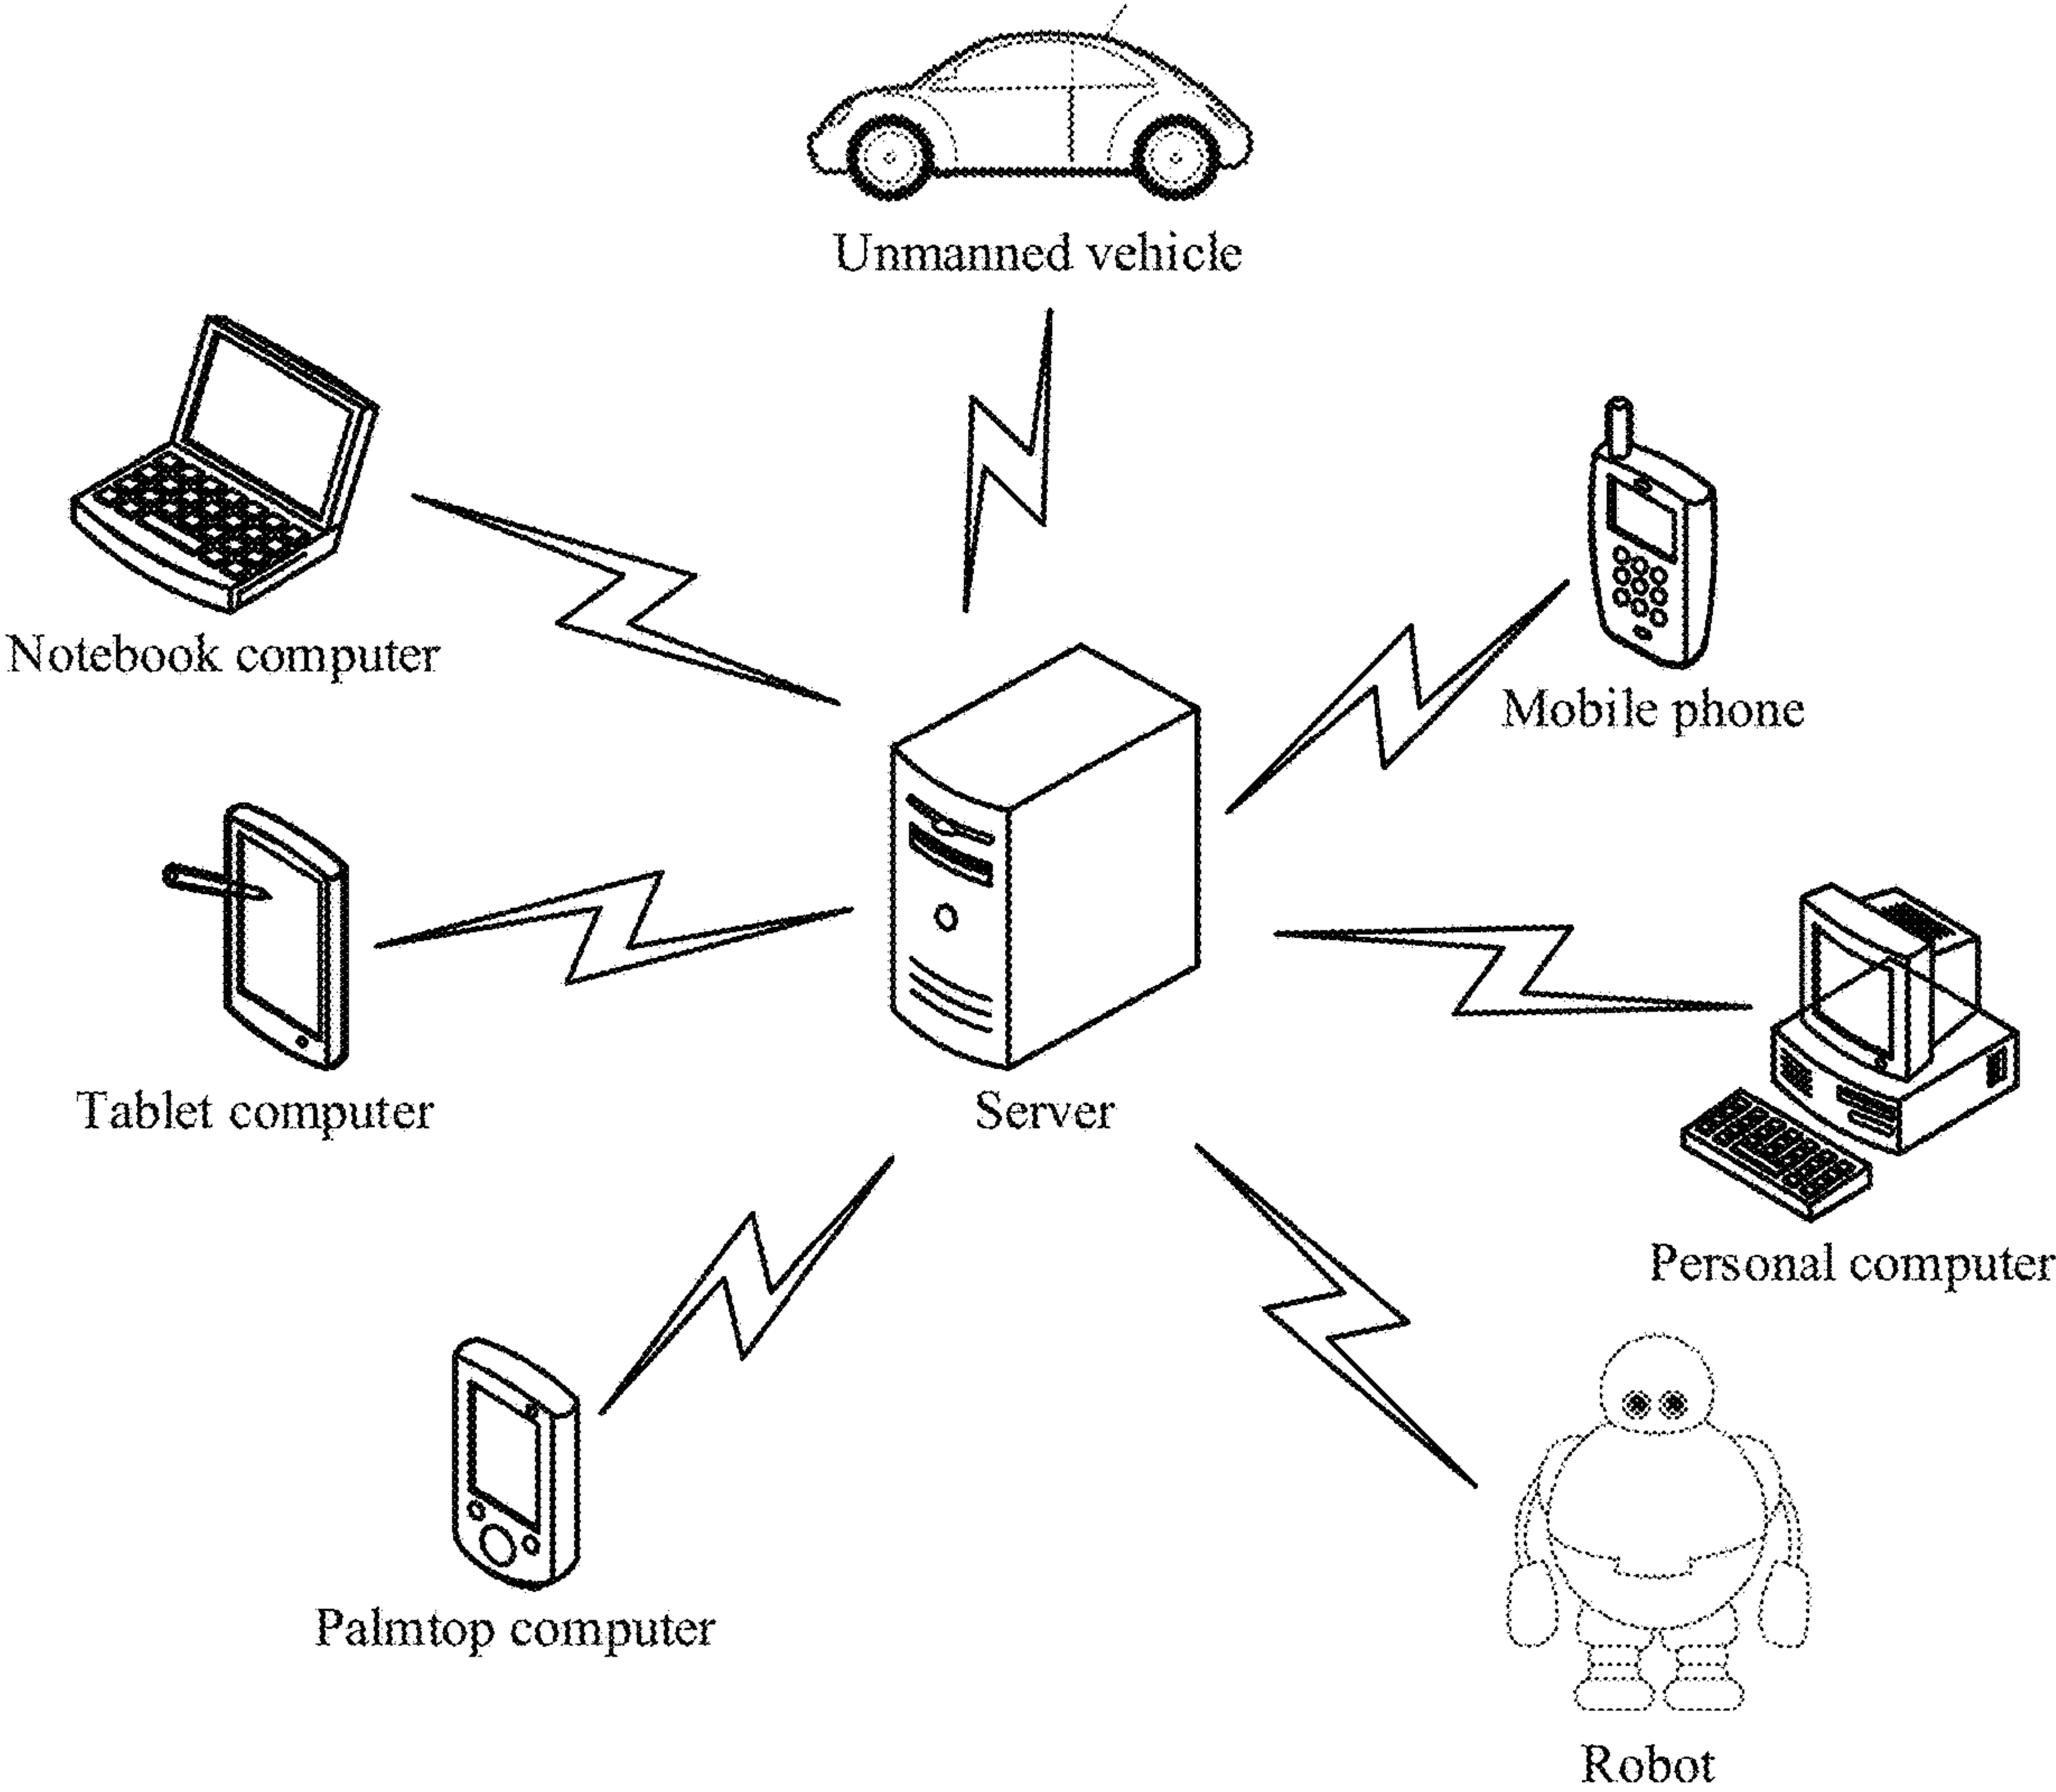 Unmanned vehicle
Notebook computer
Mobile phone
Tablet computer
Server
Personal computer
Palmtop computer
Robot